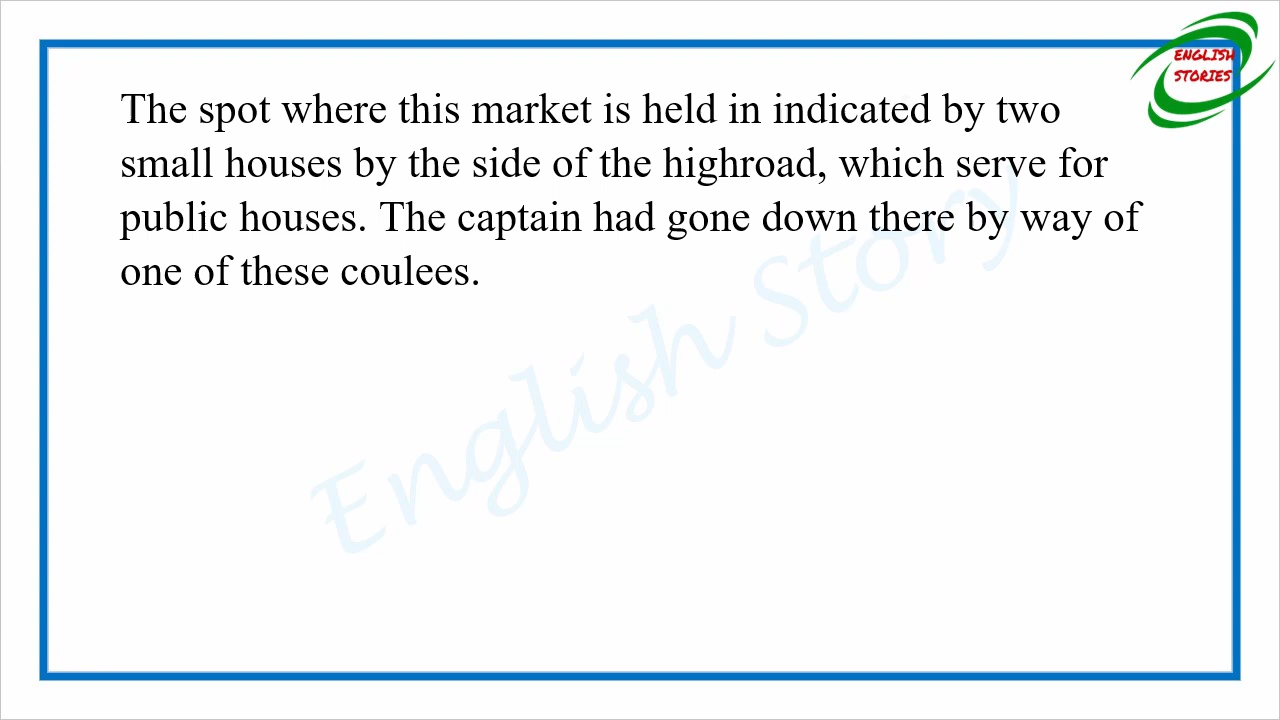 ENGLISH
STORIES
The spot where this market is held in indicated by two
small houses by the side of the highroad, which serve for
public houses. The captain had gone down there by way of
one of these coulees.
English Story